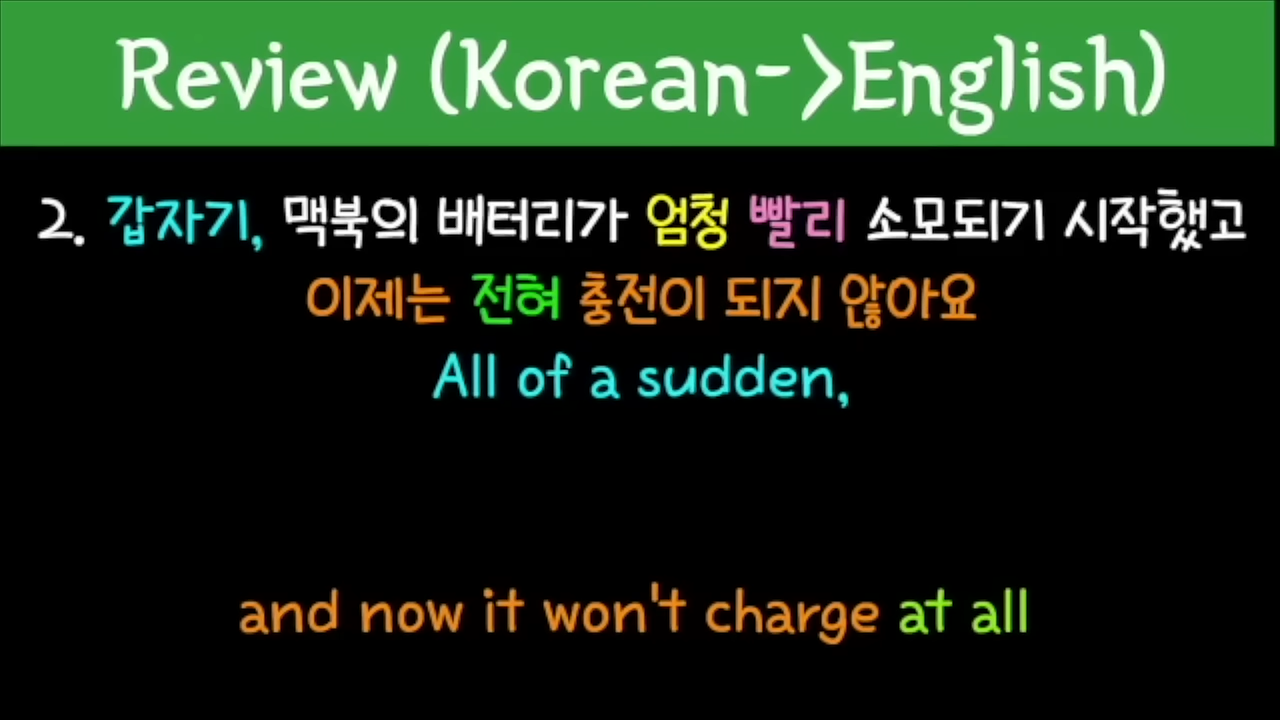 Review (Korean->English)
2. 갑자기, 맥북의 배터리가 엄청 빨리 소모되기 시작했고
이제는 전혀 충전이 되지 않아요
All of a sudden,
and now it won't charge at all